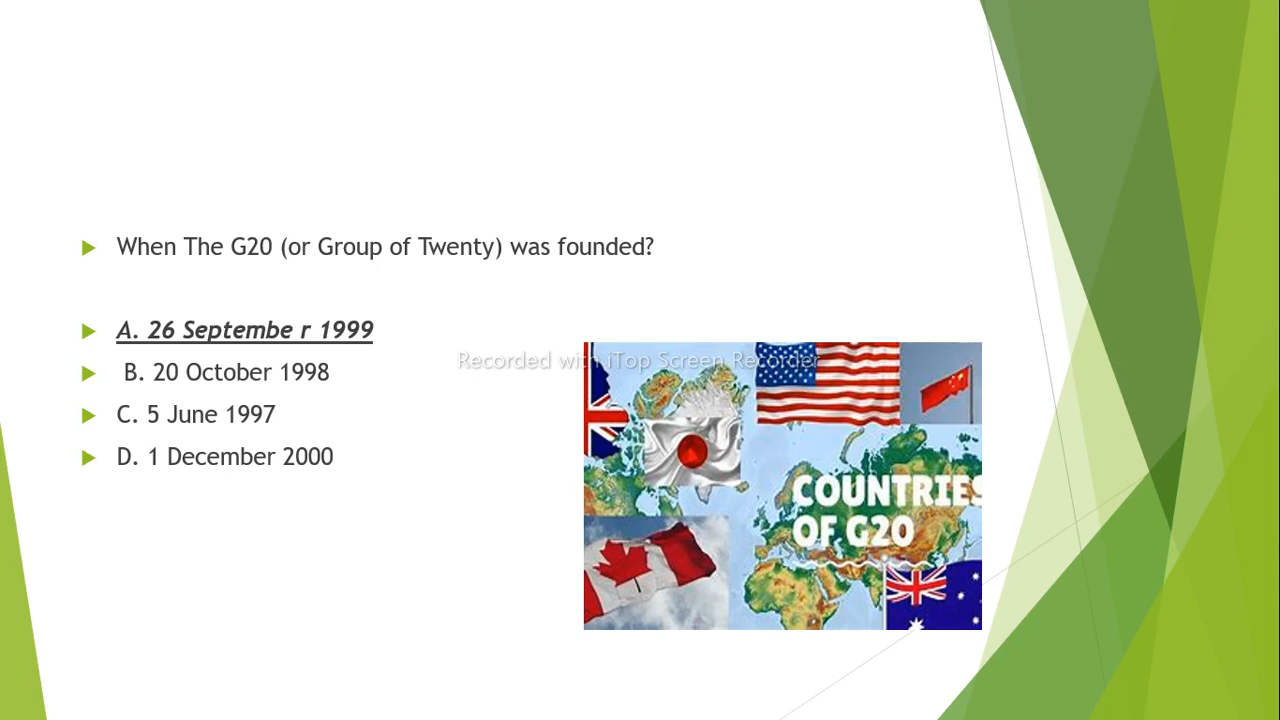 When The G20 (or Group of Twenty) was founded?
A. 26 Septembe r 1999
B. 20 October 1998
Recorded with iTop Screen Recorder
C. 5 June 1997
D. 1 December 2000
COUNTRIES
OF G20